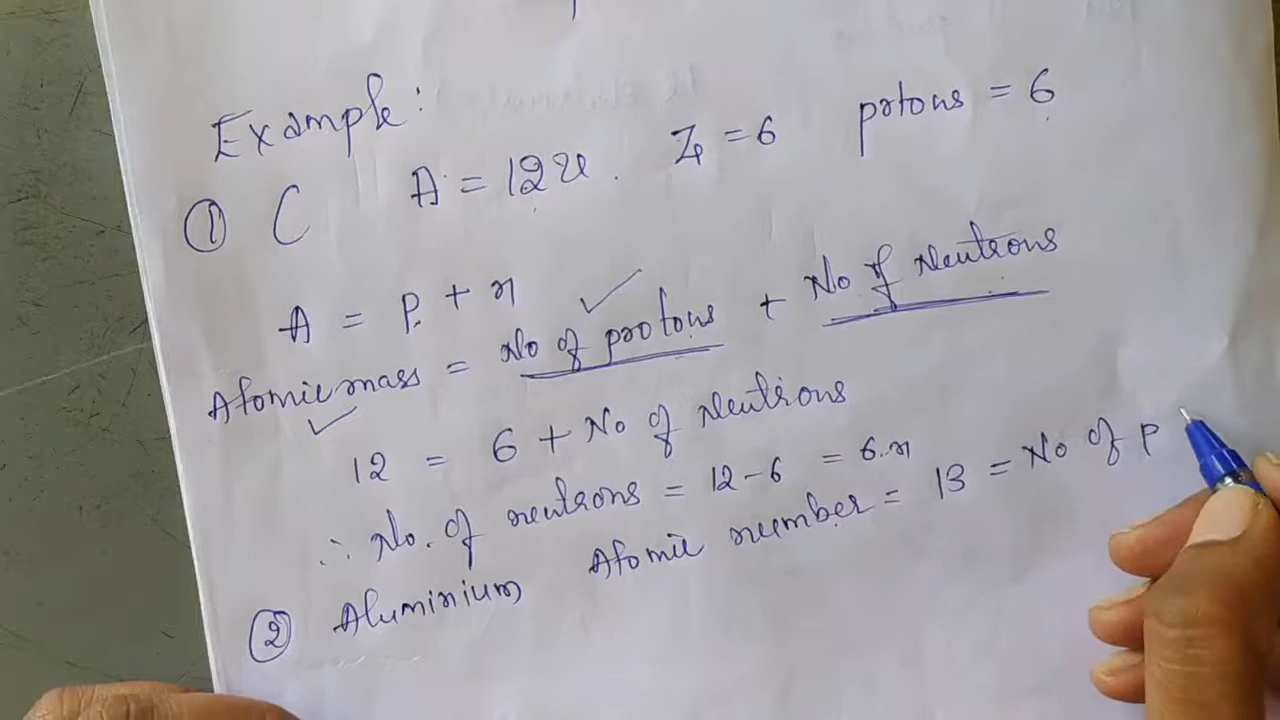 Example:
① C A = 12u. Z = 6 protons = 6
A = P + n
Atomic mass = No of protons + No of Neutrons
12 = 6 + No of Neutrions
∴ No. of neutrons = 12 - 6 = 6 n
② Aluminium Atomic number = 13 = No of P